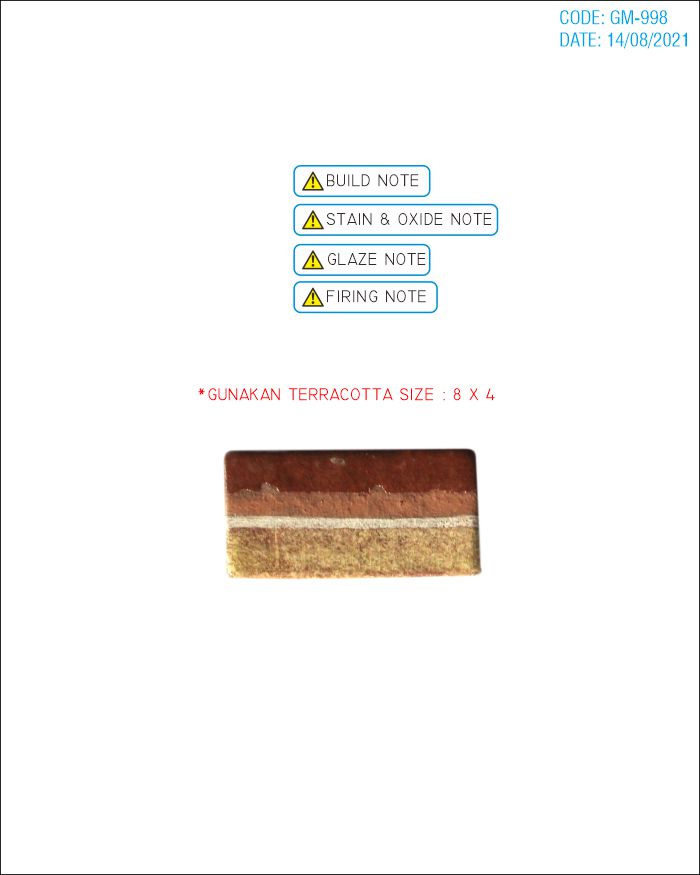 CODE: GM-998
DATE: 14/08/2021
BUILD NOTE
STAIN & OXIDE NOTE
GLAZE NOTE
FIRING NOTE
*GUNAKAN TERRACOTTA SIZE : 8 X 4